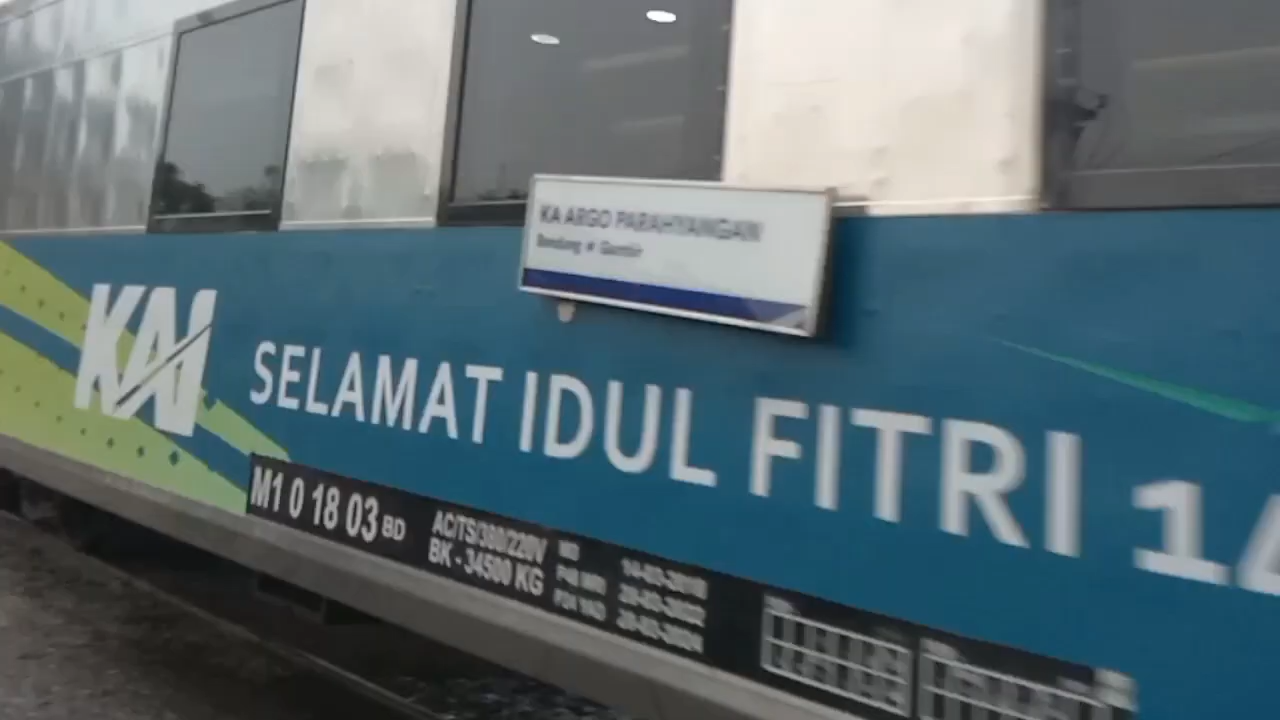 KA ARGO PARAHYANGAN
Bandung Gambir
KAI
SELAMAT IDUL FITRI 14
M1 0 18 03 BD
AC/TS/380/220V
BK - 34500 KG